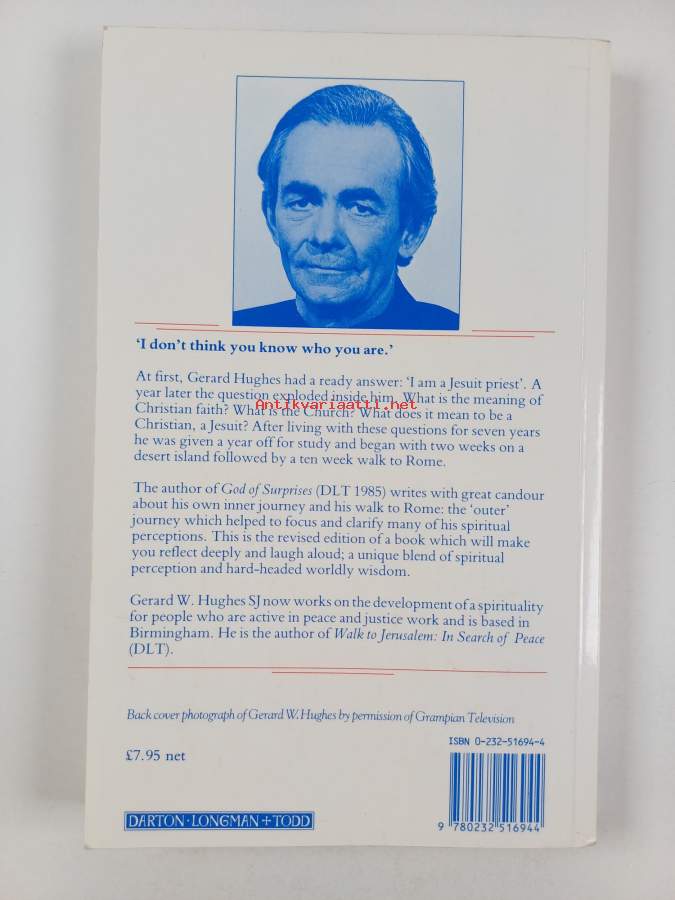 'I don't think you know who you are.'
At first, Gerard Hughes had a ready answer: 'I am a Jesuit priest'. A
year later the question exploded inside him. What is the meaning of
Antikvariaatti.net
Christian faith? What is the Church? What does it mean to be a
Christian, a Jesuit? After living with these questions for seven years
he was given a year off for study and began with two weeks on a
desert island followed by a ten week walk to Rome.
The author of God of Surprises (DLT 1985) writes with great candour
about his own inner journey and his walk to Rome: the 'outer'
journey which helped to focus and clarify many of his spiritual
perceptions. This is the revised edition of a book which will make
you reflect deeply and laugh aloud; a unique blend of spiritual
perception and hard-headed worldly wisdom.
Gerard W. Hughes SJ now works on the development of a spirituality
for people who are active in peace and justice work and is based in
Birmingham. He is the author of Walk to Jerusalem: In Search of Peace
(DLT).
Back cover photograph of Gerard W. Hughes by permission of Grampian Television
ISBN 0-232-51694-4
£7.95 net
9 780232 516944
DARTON·LONGMAN+TODD